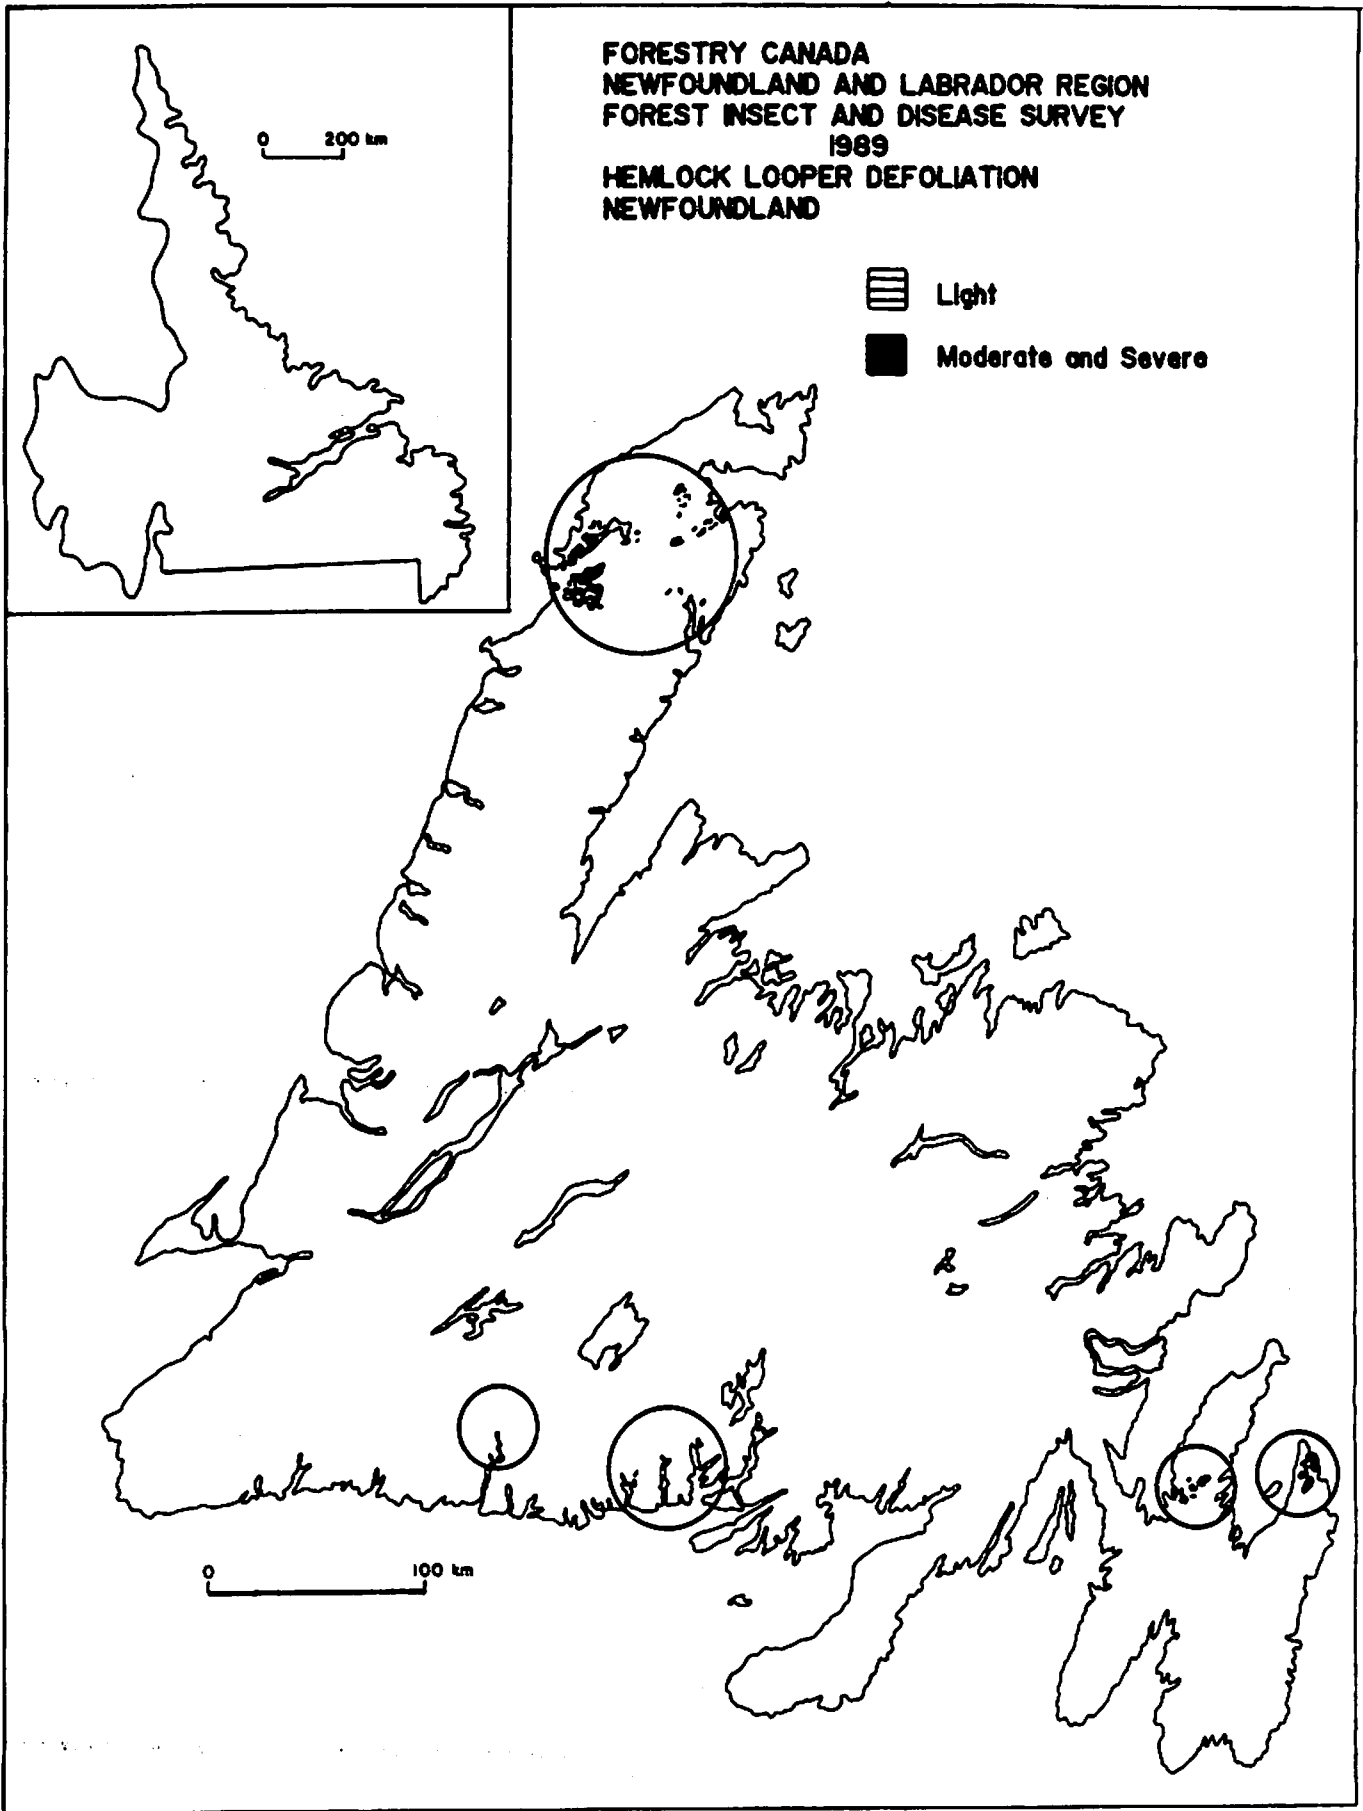 FORESTRY CANADA
NEWFOUNDLAND AND LABRADOR REGION
FOREST INSECT AND DISEASE SURVEY
1989
HEMLOCK LOOPER DEFOLIATION
NEWFOUNDLAND
0 200 km
Light
Moderate and Severe
0 100 km